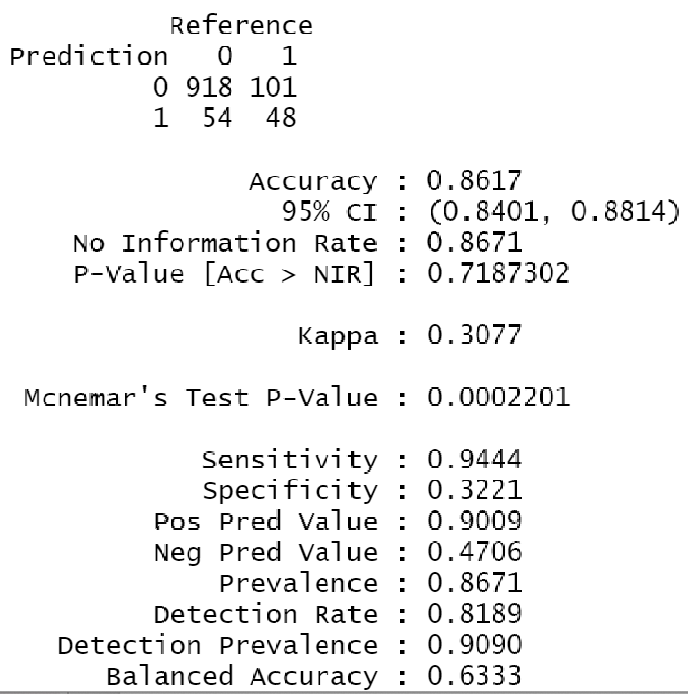 Reference
Prediction 0 1
0 918 101
1 54 48
Accuracy : 0.8617
95% CI : (0.8401, 0.8814)
No Information Rate : 0.8671
P-Value [Acc > NIR] : 0.7187302
Kappa : 0.3077
Mcnemar's Test P-Value : 0.0002201
Sensitivity : 0.9444
Specificity : 0.3221
Pos Pred Value : 0.9009
Neg Pred Value : 0.4706
Prevalence : 0.8671
Detection Rate : 0.8189
Detection Prevalence : 0.9090
Balanced Accuracy : 0.6333